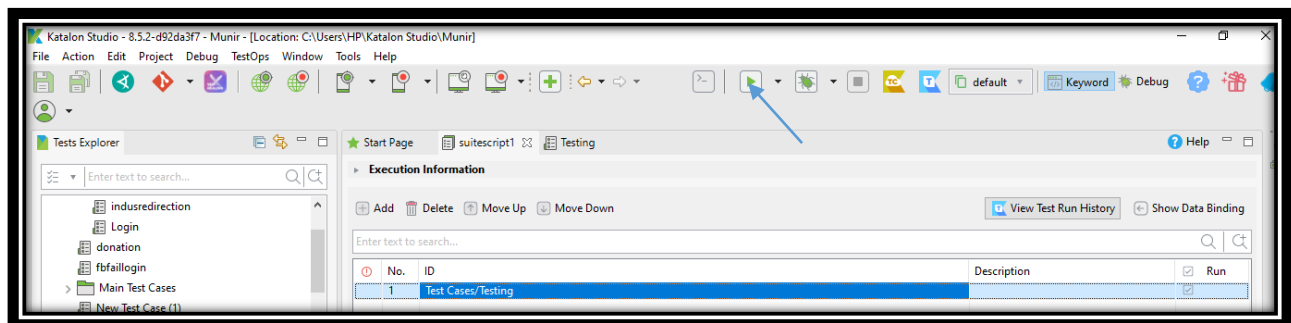 Katalon Studio - 8.5.2-d92da3f7 - Munir - [Location: C:\Users\HP\Katalon Studio\Munir]
File Action Edit Project Debug TestOps Window Tools Help
TC T default Keyword Debug
Tests Explorer
Start Page suitescript1 Testing Help
Enter text to search...
Execution Information
indusredirection
Login
donation
fbfaillogin
Main Test Cases
New Test Case (1)
Add Delete Move Up Move Down View Test Run History Show Data Binding
Enter text to search...
No. ID Description Run
1 Test Cases/Testing